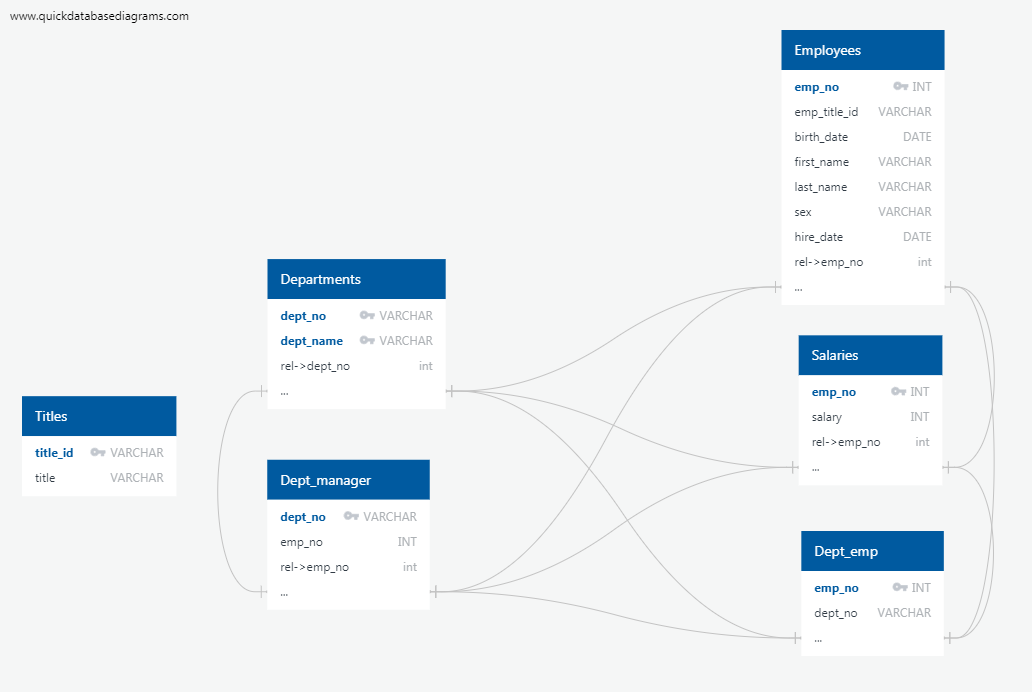 www.quickdatabasediagrams.com
Employees
emp_no INT
emp_title_id VARCHAR
birth_date DATE
first_name VARCHAR
last_name VARCHAR
sex VARCHAR
hire_date DATE
rel->emp_no int
...
Departments
dept_no VARCHAR
dept_name VARCHAR
rel->dept_no int
...
Salaries
emp_no INT
salary INT
rel->emp_no int
...
Titles
title_id VARCHAR
title VARCHAR
Dept_manager
dept_no VARCHAR
emp_no INT
rel->emp_no int
...
Dept_emp
emp_no INT
dept_no VARCHAR
...